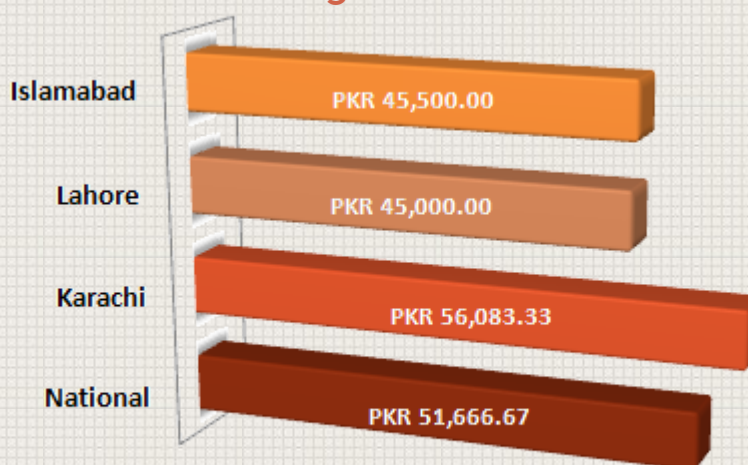 Islamabad
PKR 45,500.00
Lahore
PKR 45,000.00
Karachi
PKR 56,083.33
National
PKR 51,666.67